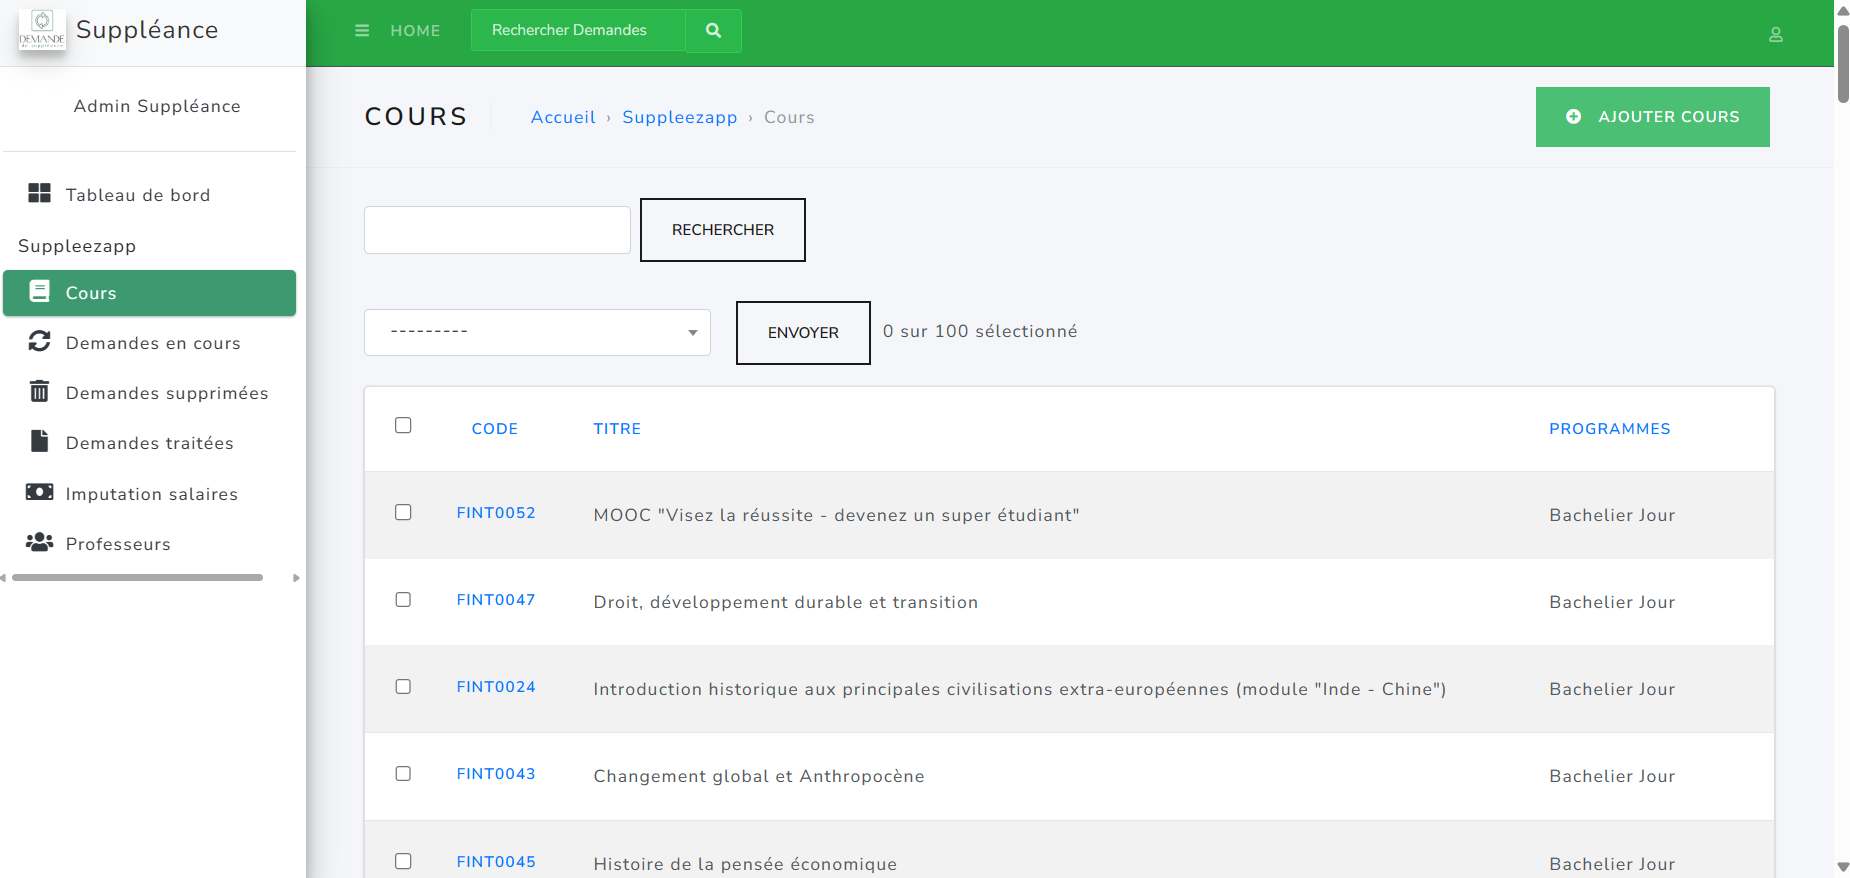 DEMANDE
de suppléance
Suppléance
HOME
Rechercher Demandes
Admin Suppléance
Tableau de bord
Suppleezapp
Cours
Demandes en cours
Demandes supprimées
Demandes traitées
Imputation salaires
Professeurs
COURS
Accueil › Suppleezapp › Cours
AJOUTER COURS
RECHERCHER
---------
ENVOYER
0 sur 100 sélectionné
CODE TITRE PROGRAMMES
FINT0052 MOOC "Visez la réussite - devenez un super étudiant" Bachelier Jour
FINT0047 Droit, développement durable et transition Bachelier Jour
FINT0024 Introduction historique aux principales civilisations extra-européennes (module "Inde - Chine") Bachelier Jour
FINT0043 Changement global et Anthropocène Bachelier Jour
FINT0045 Histoire de la pensée économique Bachelier Jour